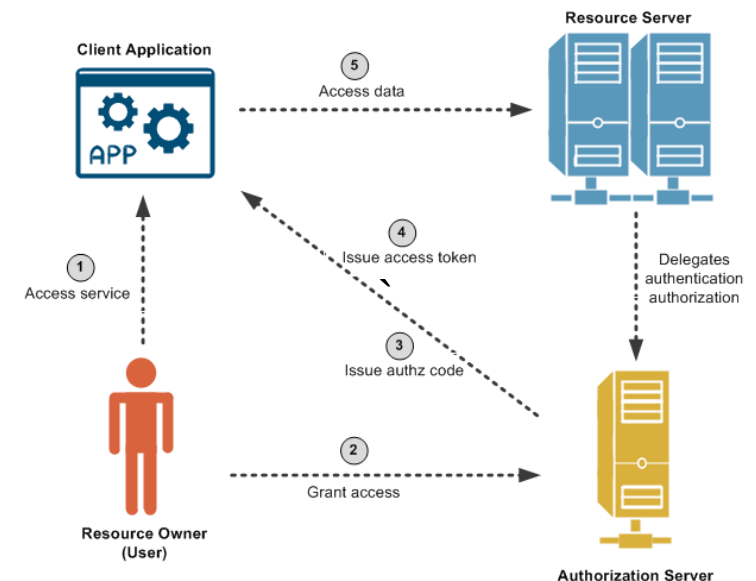 Resource Server
Client Application
5
Access data
APP
4
Issue access token
1
Access service
Delegates
authentication
authorization
3
Issue authz code
2
Grant access
Resource Owner
(User)
Authorization Server